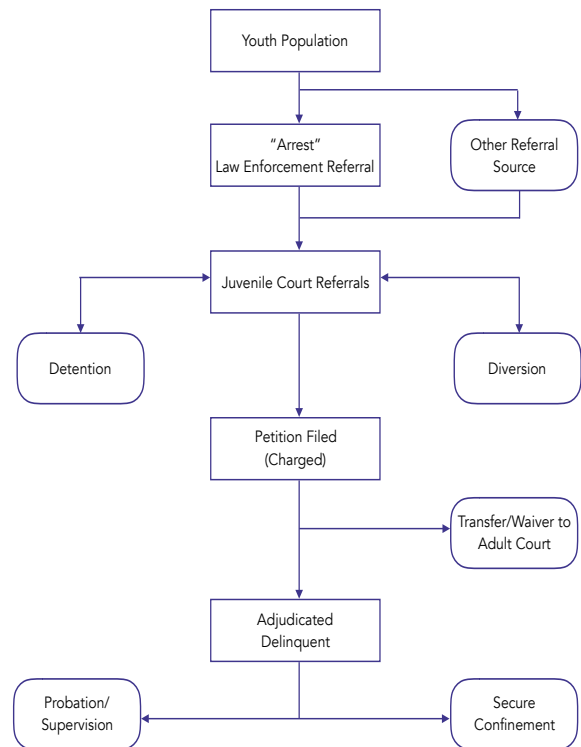 Youth Population
“Arrest”
Law Enforcement Referral
Other Referral
Source
Juvenile Court Referrals
Detention
Diversion
Petition Filed
(Charged)
Transfer/Waiver to
Adult Court
Adjudicated
Delinquent
Probation/
Supervision
Secure
Confinement